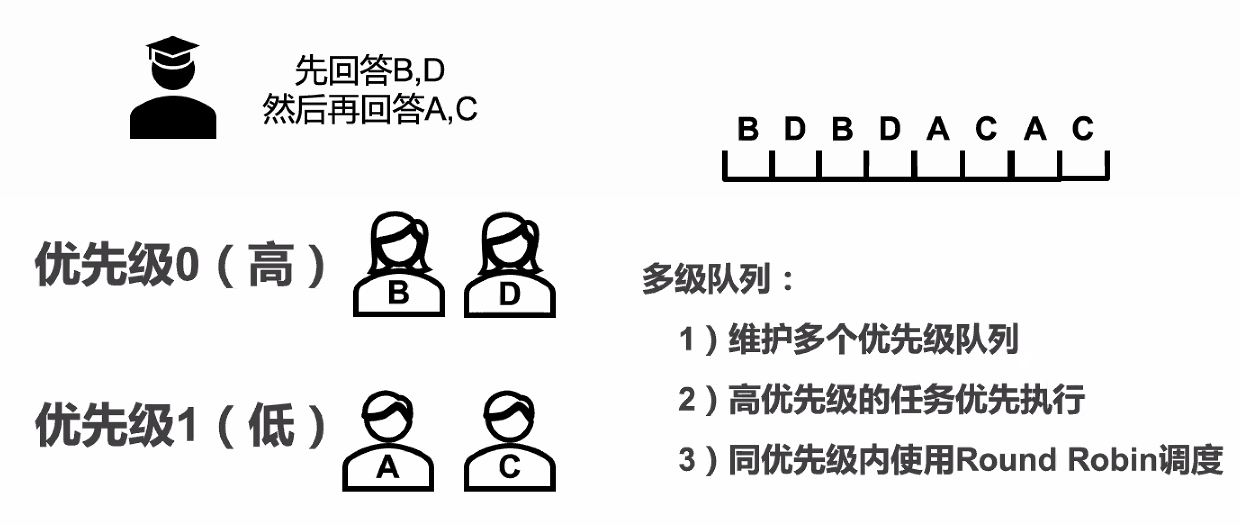 先回答B,D
然后再回答A,C
B D B D A C A C
优先级0（高）
B D
多级队列：
1）维护多个优先级队列
2）高优先级的任务优先执行
3）同优先级内使用Round Robin调度
优先级1（低）
A C